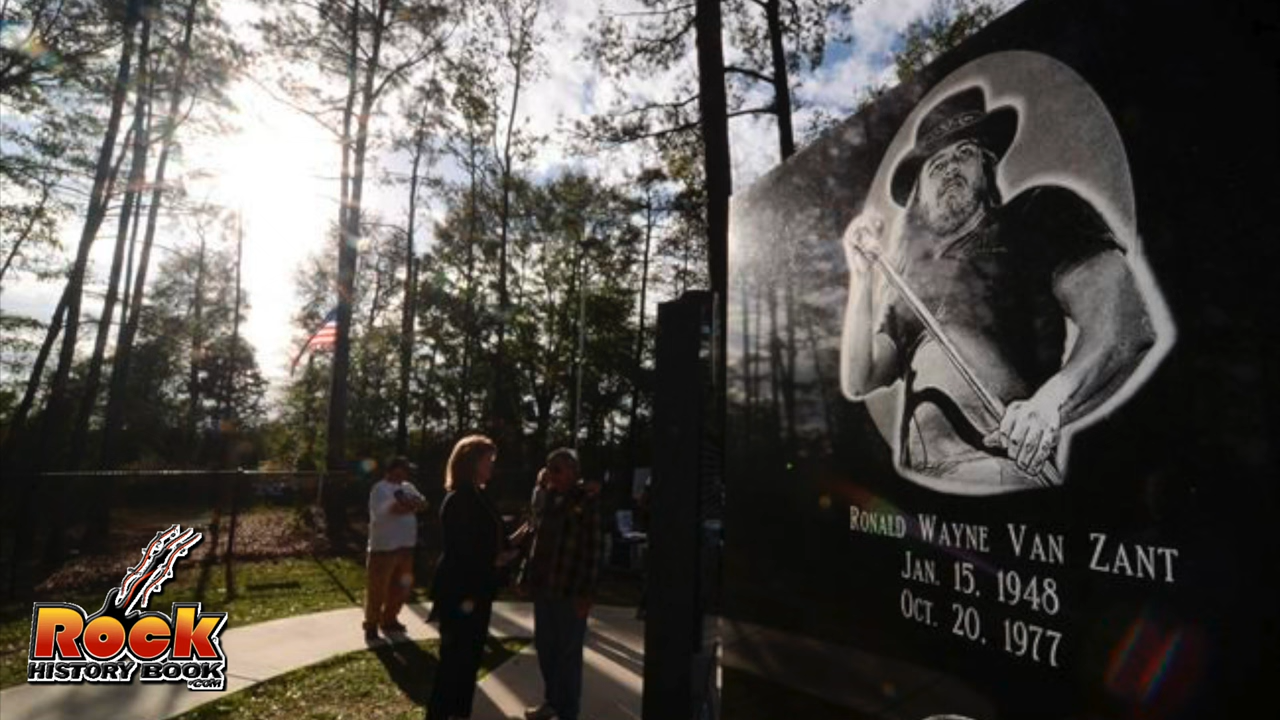 Ronald Wayne Van Zant
Jan. 15, 1948
Oct. 20, 1977
Rock
HISTORY BOOK
.com